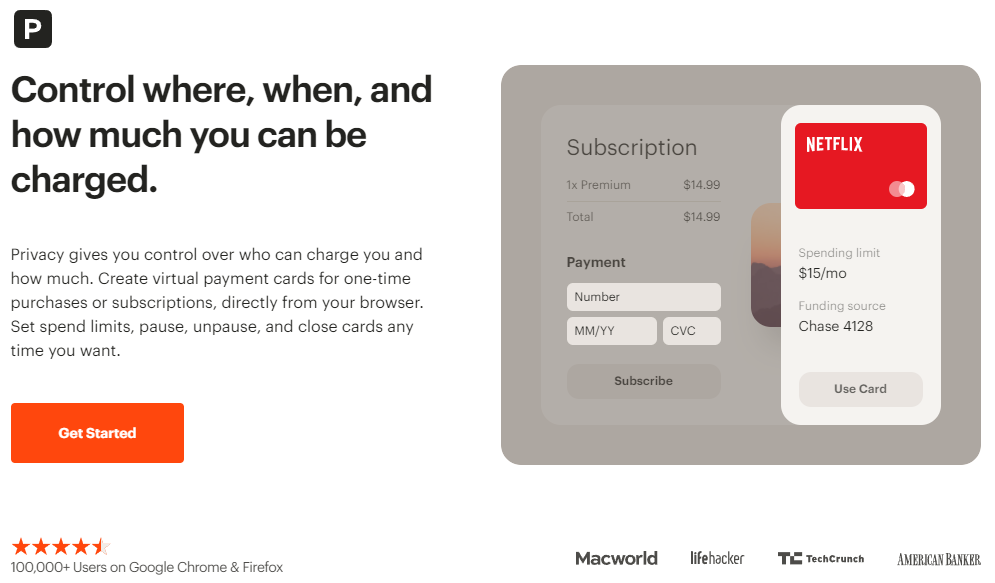 P
Control where, when, and
how much you can be
charged.
Privacy gives you control over who can charge you and
how much. Create virtual payment cards for one-time
purchases or subscriptions, directly from your browser.
Set spend limits, pause, unpause, and close cards any
time you want.
Get Started
Subscription
1x Premium $14.99
Total $14.99
Payment
Number
MM/YY CVC
Subscribe
NETFLIX
Spending limit
$15/mo
Funding source
Chase 4128
Use Card
100,000+ Users on Google Chrome & Firefox
Macworld lifehacker TC TechCrunch AMERICAN BANKER